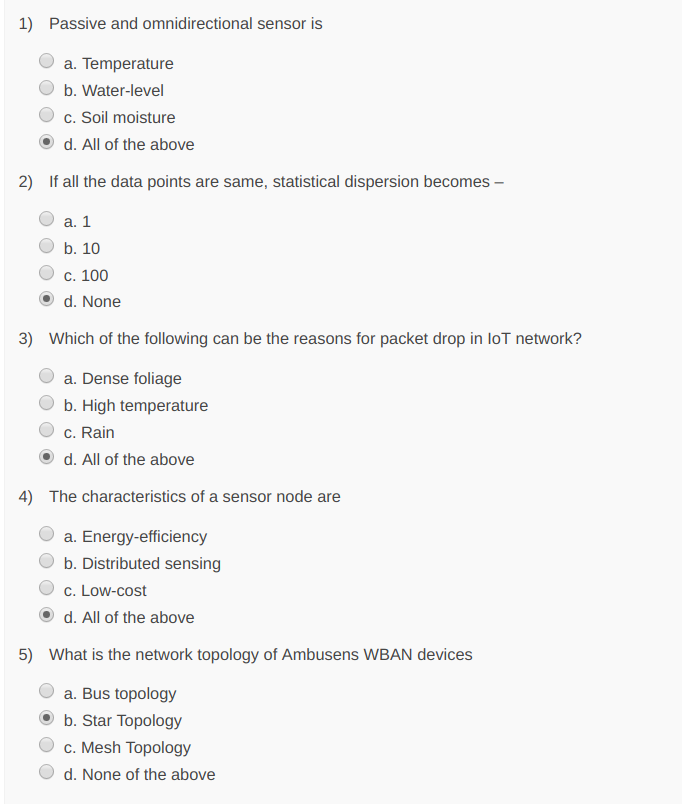 1) Passive and omnidirectional sensor is
a. Temperature
b. Water-level
c. Soil moisture
d. All of the above
2) If all the data points are same, statistical dispersion becomes –
a. 1
b. 10
c. 100
d. None
3) Which of the following can be the reasons for packet drop in IoT network?
a. Dense foliage
b. High temperature
c. Rain
d. All of the above
4) The characteristics of a sensor node are
a. Energy-efficiency
b. Distributed sensing
c. Low-cost
d. All of the above
5) What is the network topology of Ambusens WBAN devices
a. Bus topology
b. Star Topology
c. Mesh Topology
d. None of the above